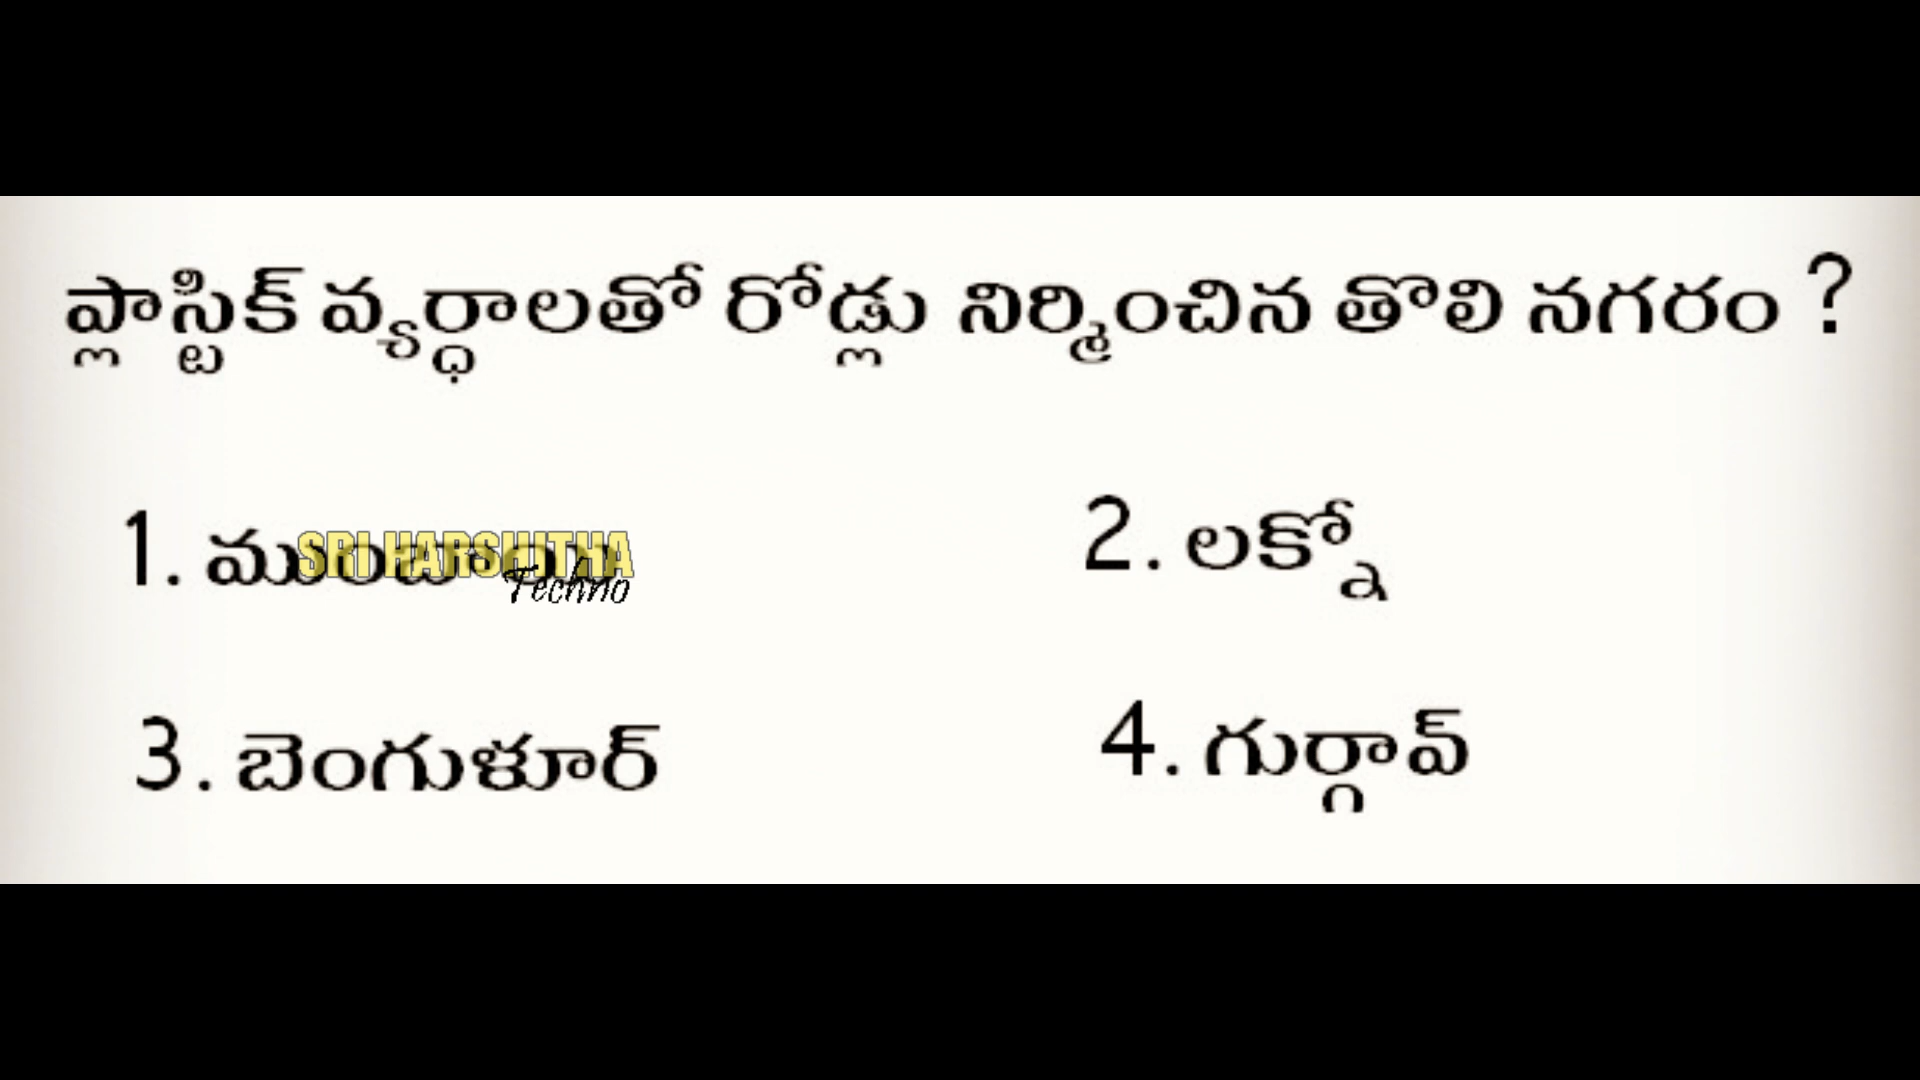 ప్లాస్టిక్ వ్యర్ధాలతో రోడ్లు నిర్మించిన తొలి నగరం ?
1. SRI HARSHITHA
Techno
2. లక్నో
3. బెంగుళూర్
4. గుర్గావ్